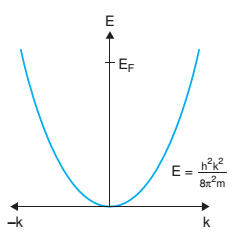 E
E_F
E = h²k² / 8π²m
–k
k